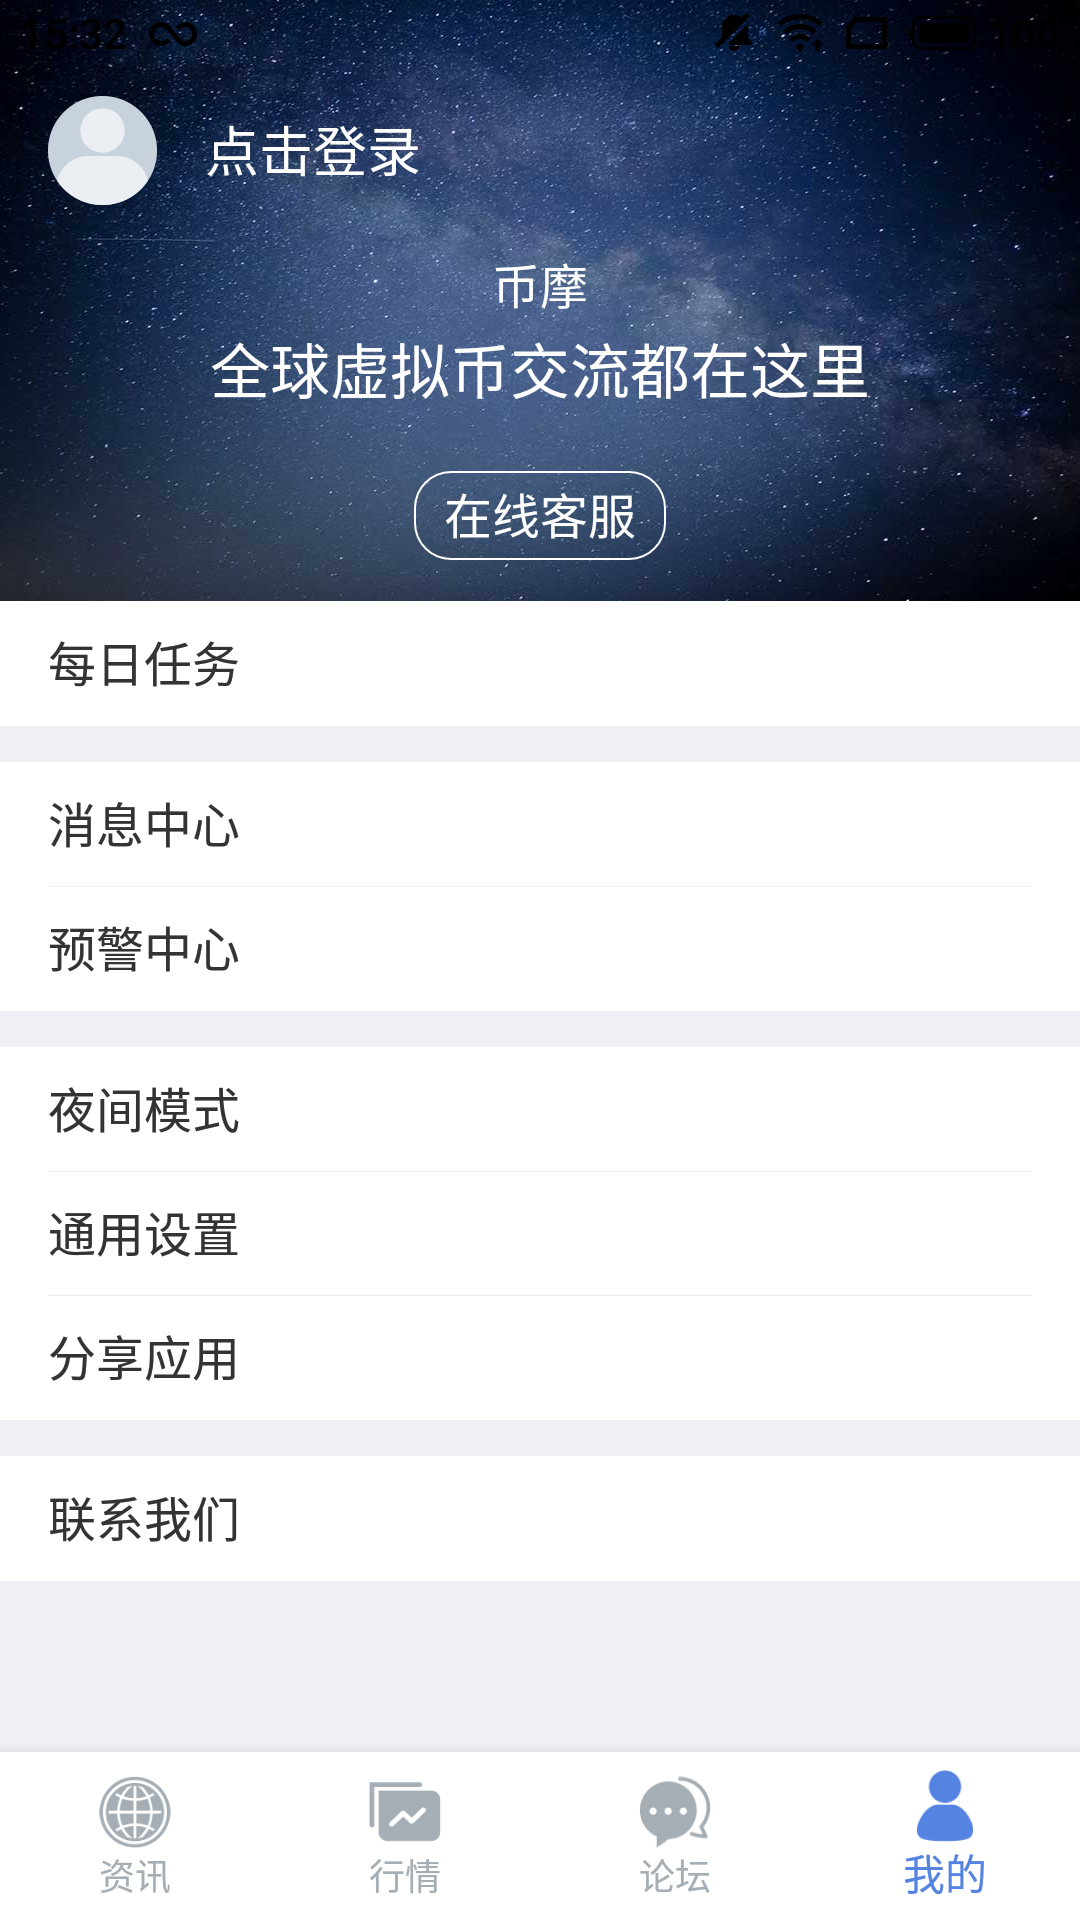 15:32
点击登录
币摩
全球虚拟币交流都在这里
在线客服
每日任务
消息中心
预警中心
夜间模式
通用设置
分享应用
联系我们
资讯
行情
论坛
我的